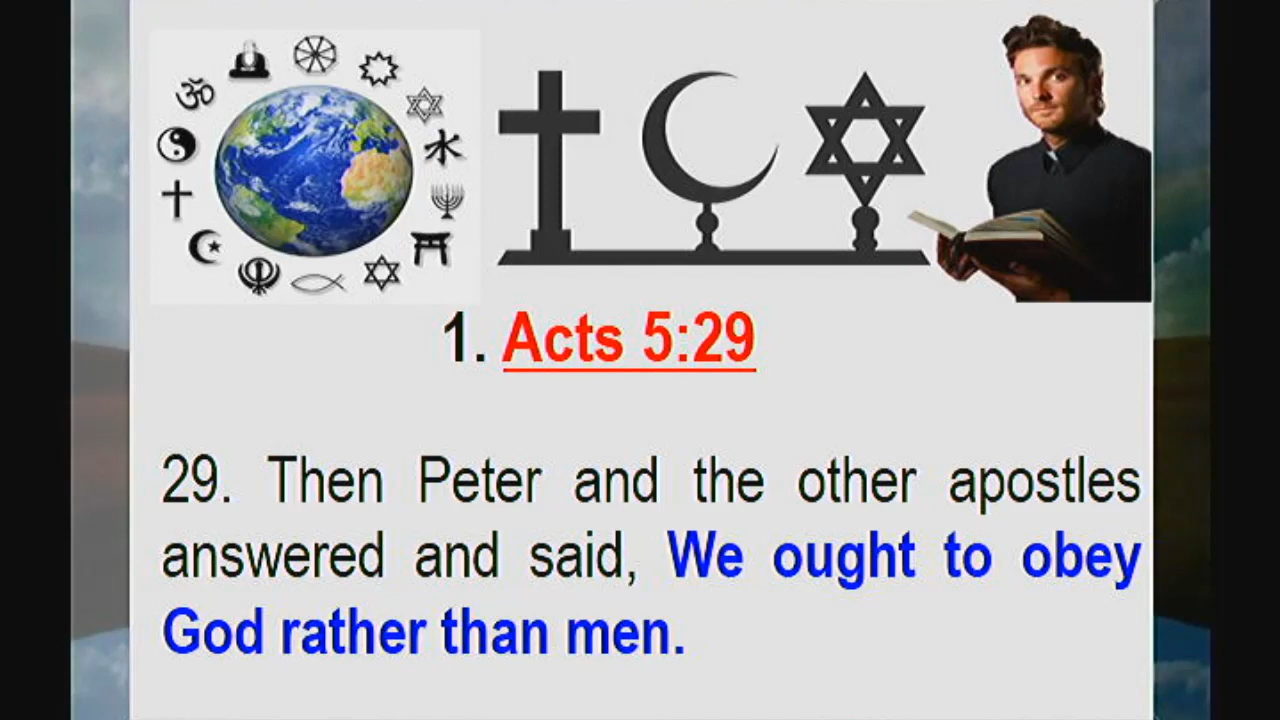 1. Acts 5:29
29. Then Peter and the other apostles
answered and said, We ought to obey
God rather than men.